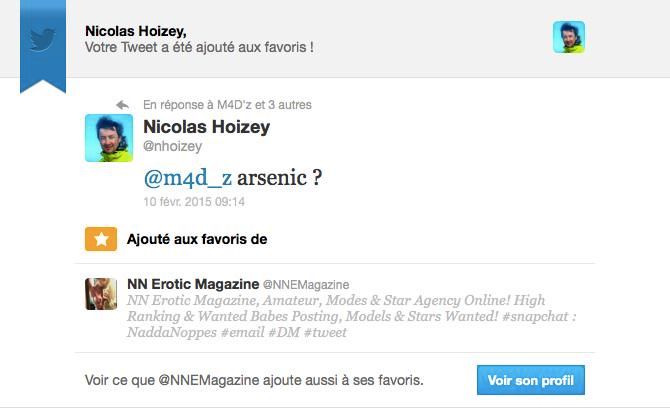 Nicolas Hoizey,
Votre Tweet a été ajouté aux favoris !
En réponse à M4D'z et 3 autres
Nicolas Hoizey
@nhoizey
@m4d_z arsenic ?
10 févr. 2015 09:14
Ajouté aux favoris de
NN Erotic Magazine @NNEMagazine
NN Erotic Magazine, Amateur, Modes & Star Agency Online! High
Ranking & Wanted Babes Posting, Models & Stars Wanted! #snapchat :
NaddaNoppes #email #DM #tweet
Voir ce que @NNEMagazine ajoute aussi à ses favoris.
Voir son profil